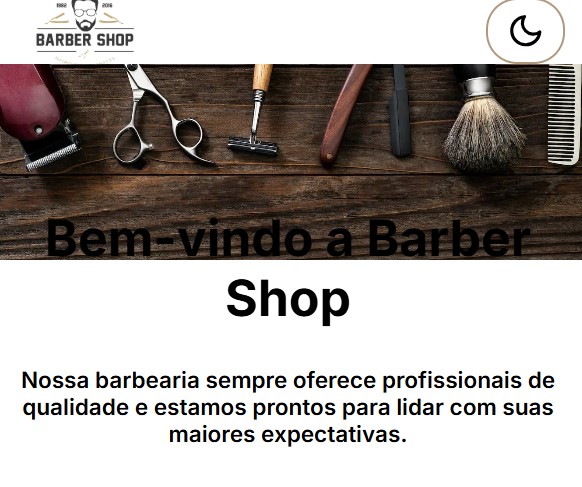 1982 2016
BARBER SHOP
Bem-vindo a Barber
Shop
Nossa barbearia sempre oferece profissionais de
qualidade e estamos prontos para lidar com suas
maiores expectativas.